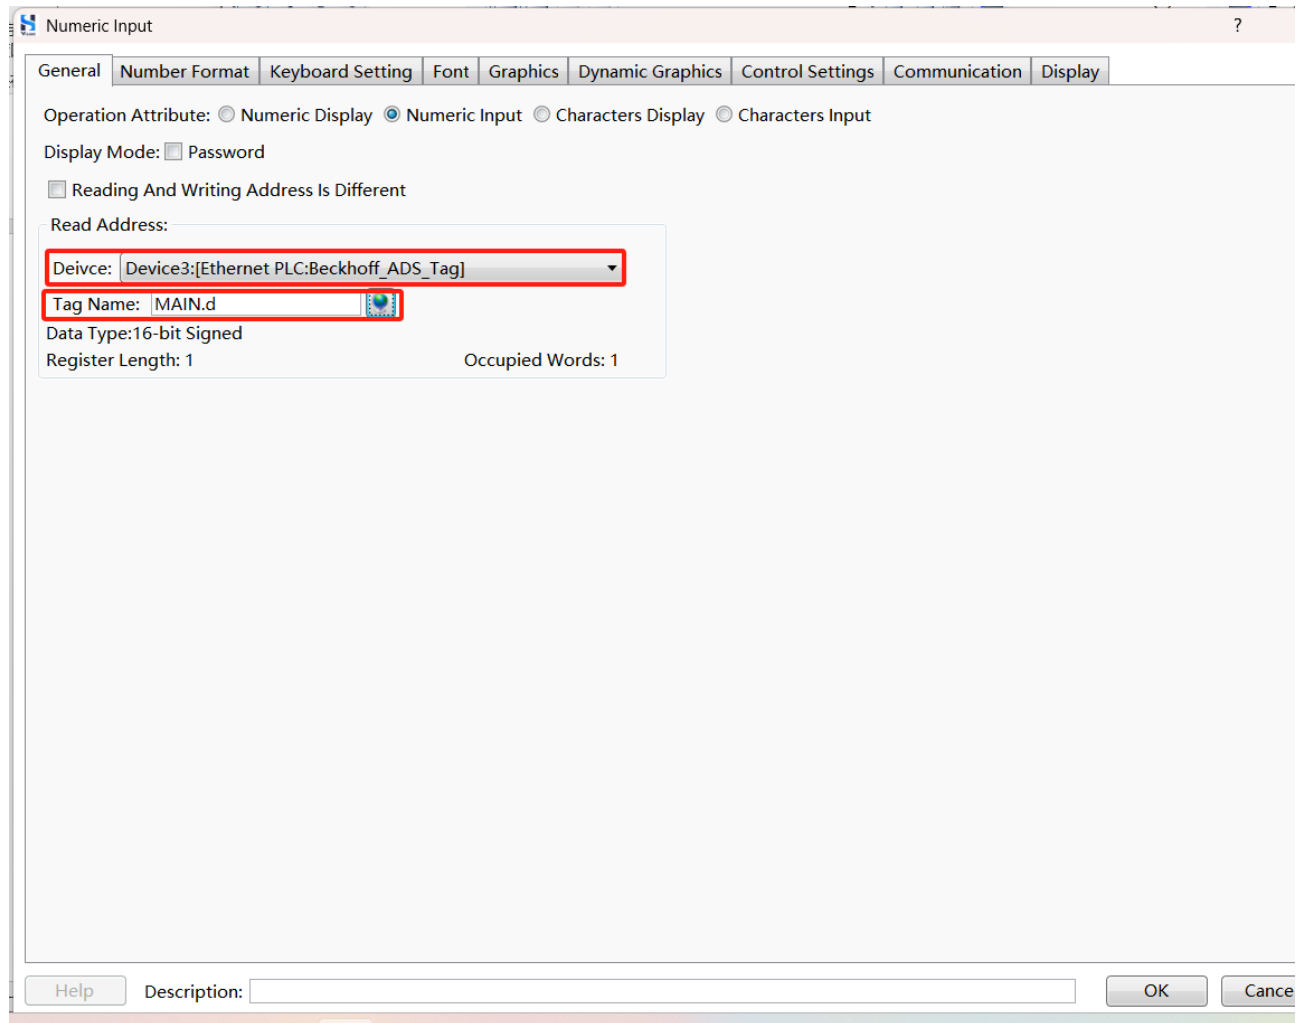 Numeric Input ?
General Number Format Keyboard Setting Font Graphics Dynamic Graphics Control Settings Communication Display
Operation Attribute: Numeric Display Numeric Input Characters Display Characters Input
Display Mode: Password
Reading And Writing Address Is Different
Read Address:
Deivce: Device3:[Ethernet PLC:Beckhoff_ADS_Tag]
Tag Name: MAIN.d
Data Type:16-bit Signed
Register Length: 1 Occupied Words: 1
Help Description: OK Cance